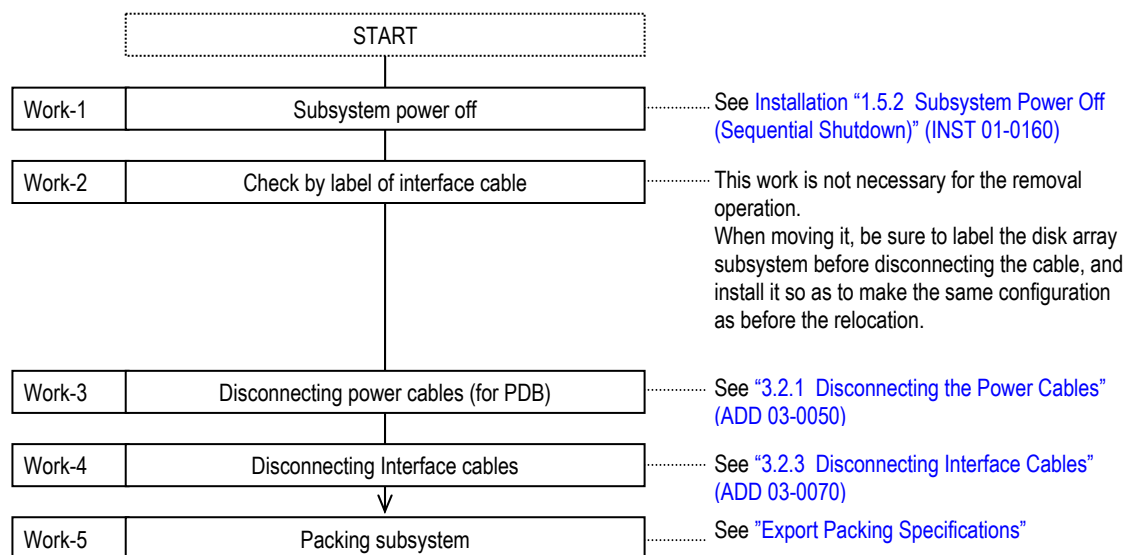 START
Work-1
Subsystem power off
See Installation “1.5.2 Subsystem Power Off
(Sequential Shutdown)” (INST 01-0160)
Work-2
Check by label of interface cable
This work is not necessary for the removal
operation.
When moving it, be sure to label the disk array
subsystem before disconnecting the cable, and
install it so as to make the same configuration
as before the relocation.
Work-3
Disconnecting power cables (for PDB)
See “3.2.1 Disconnecting the Power Cables”
(ADD 03-0050)
Work-4
Disconnecting Interface cables
See “3.2.3 Disconnecting Interface Cables”
(ADD 03-0070)
Work-5
Packing subsystem
See ”Export Packing Specifications”